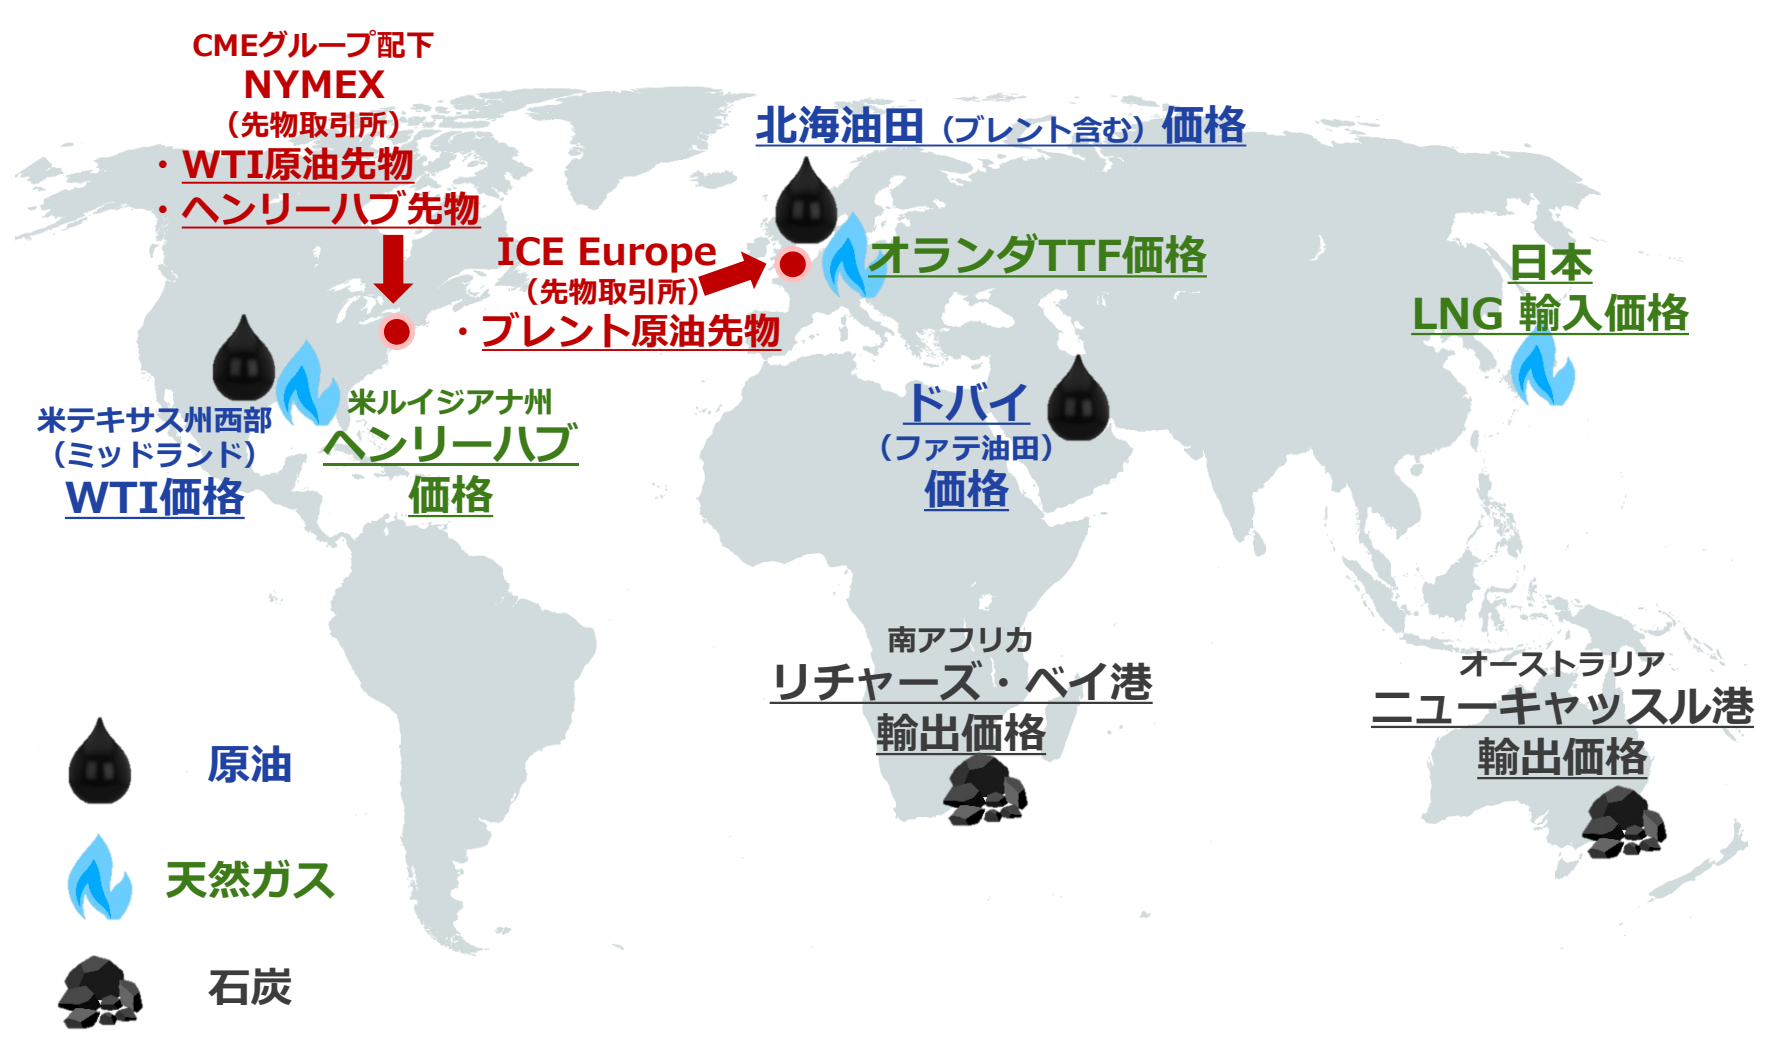 CMEグループ配下
NYMEX
（先物取引所）
・WTI原油先物
・ヘンリーハブ先物
北海油田（ブレント含む）価格
ICE Europe
（先物取引所）
・ブレント原油先物
オランダTTF価格
日本
LNG 輸入価格
米テキサス州西部
（ミッドランド）
WTI価格
米ルイジアナ州
ヘンリーハブ
価格
ドバイ
（ファテ油田）
価格
南アフリカ
リチャーズ・ベイ港
輸出価格
オーストラリア
ニューキャッスル港
輸出価格
原油
天然ガス
石炭